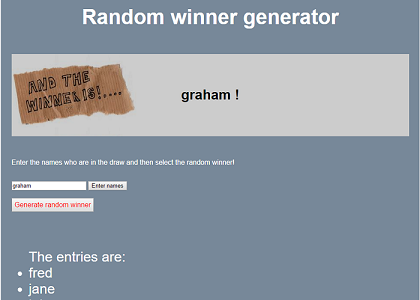 Random winner generator
AND THE
WINNER IS!.....
graham !
Enter the names who are in the draw and then select the random winner!
graham Enter names
Generate random winner
The entries are:
fred
jane